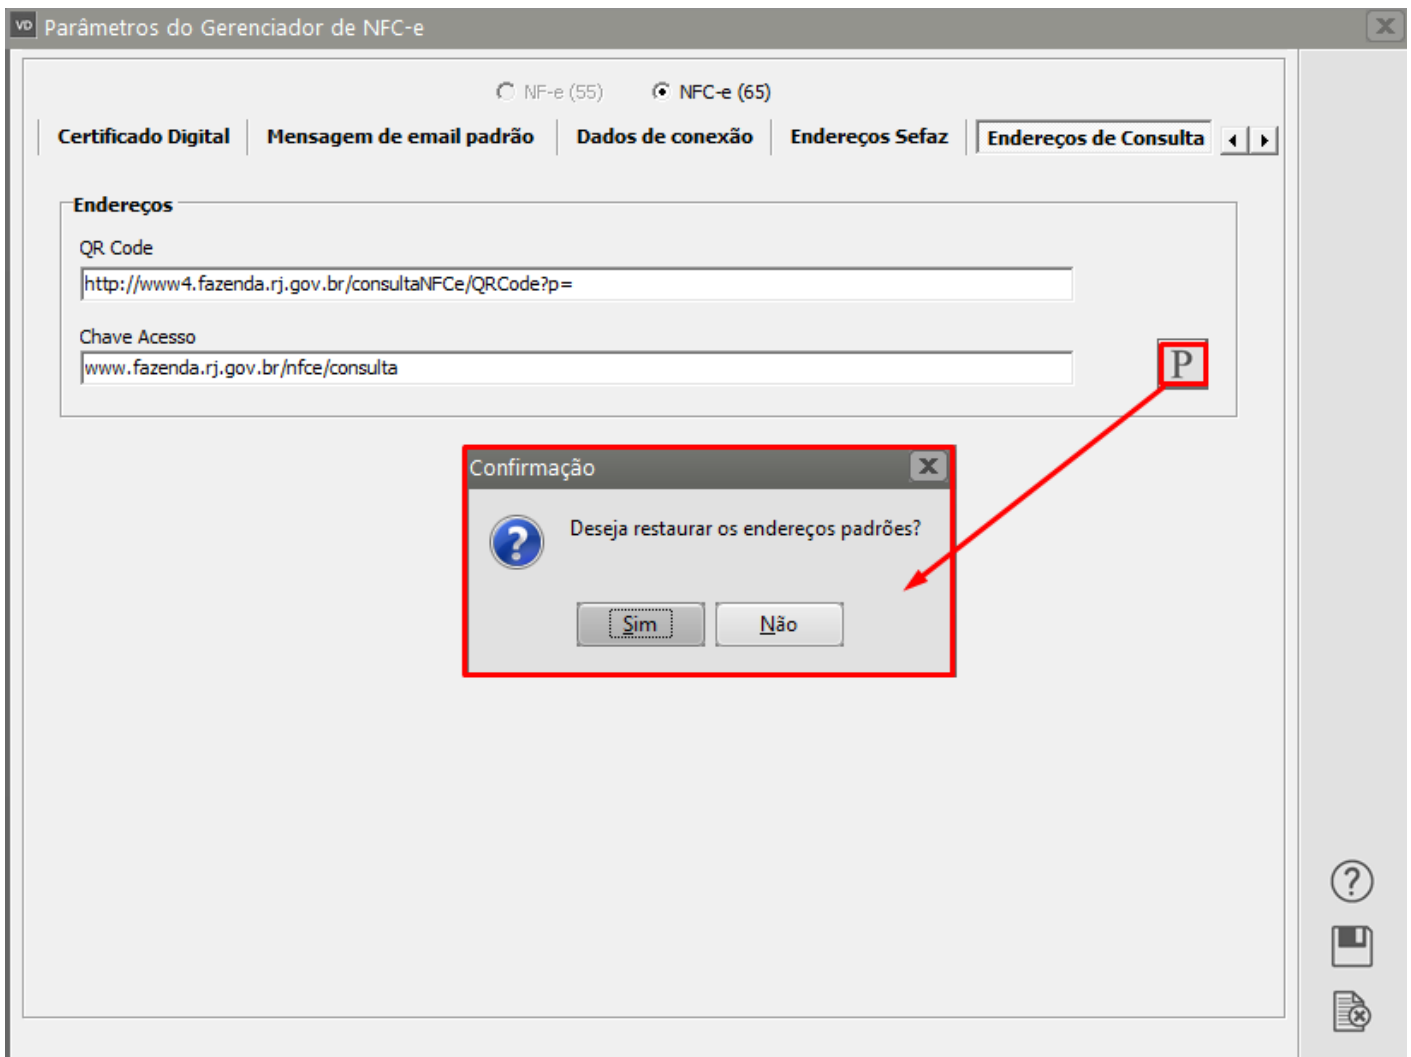 VD Parâmetros do Gerenciador de NFC-e
NF-e (55) NFC-e (65)
Certificado Digital Mensagem de email padrão Dados de conexão Endereços Sefaz Endereços de Consulta
Endereços
QR Code
http://www4.fazenda.rj.gov.br/consultaNFCe/QRCode?p=
Chave Acesso
www.fazenda.rj.gov.br/nfce/consulta
P
Confirmação
Deseja restaurar os endereços padrões?
Sim Não